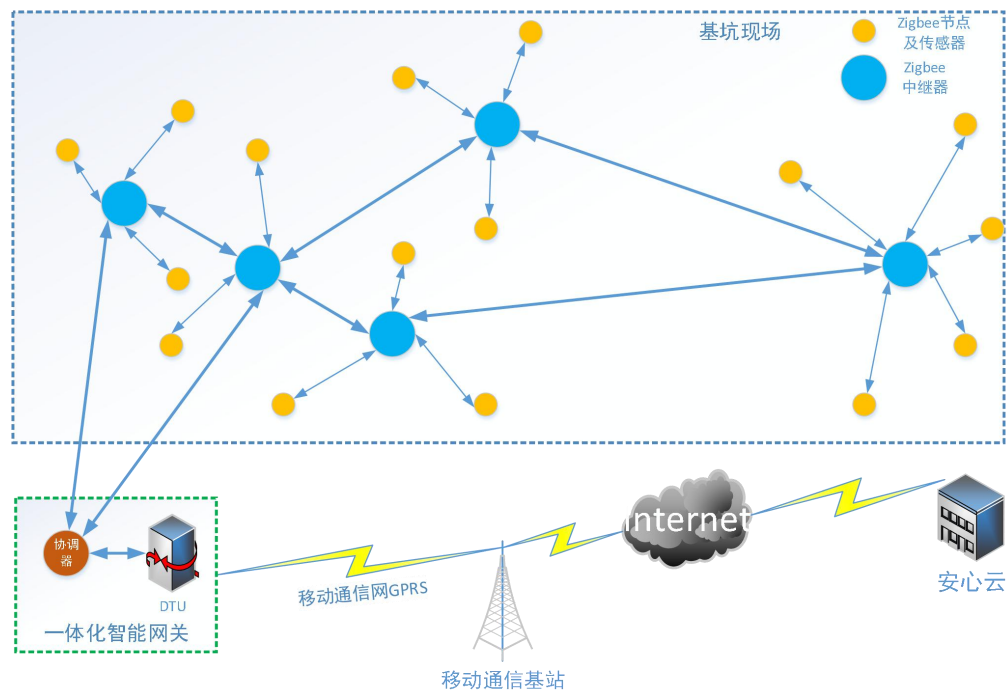 基坑现场
Zigbee节点
及传感器
Zigbee
中继器
协调
器
DTU
一体化智能网关
移动通信网GPRS
移动通信基站
Internet
安心云